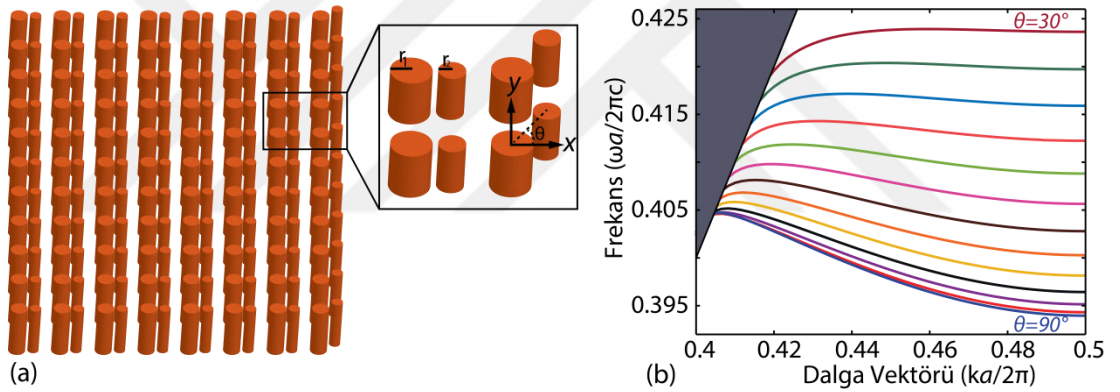 r₁
r₂
y
θ
x
(a)
(b)
Frekans (ωa/2πc)
0.425
0.415
0.405
0.395
θ=30°
θ=90°
0.4
0.42
0.44
0.46
0.48
0.5
Dalga Vektörü (ka/2π)